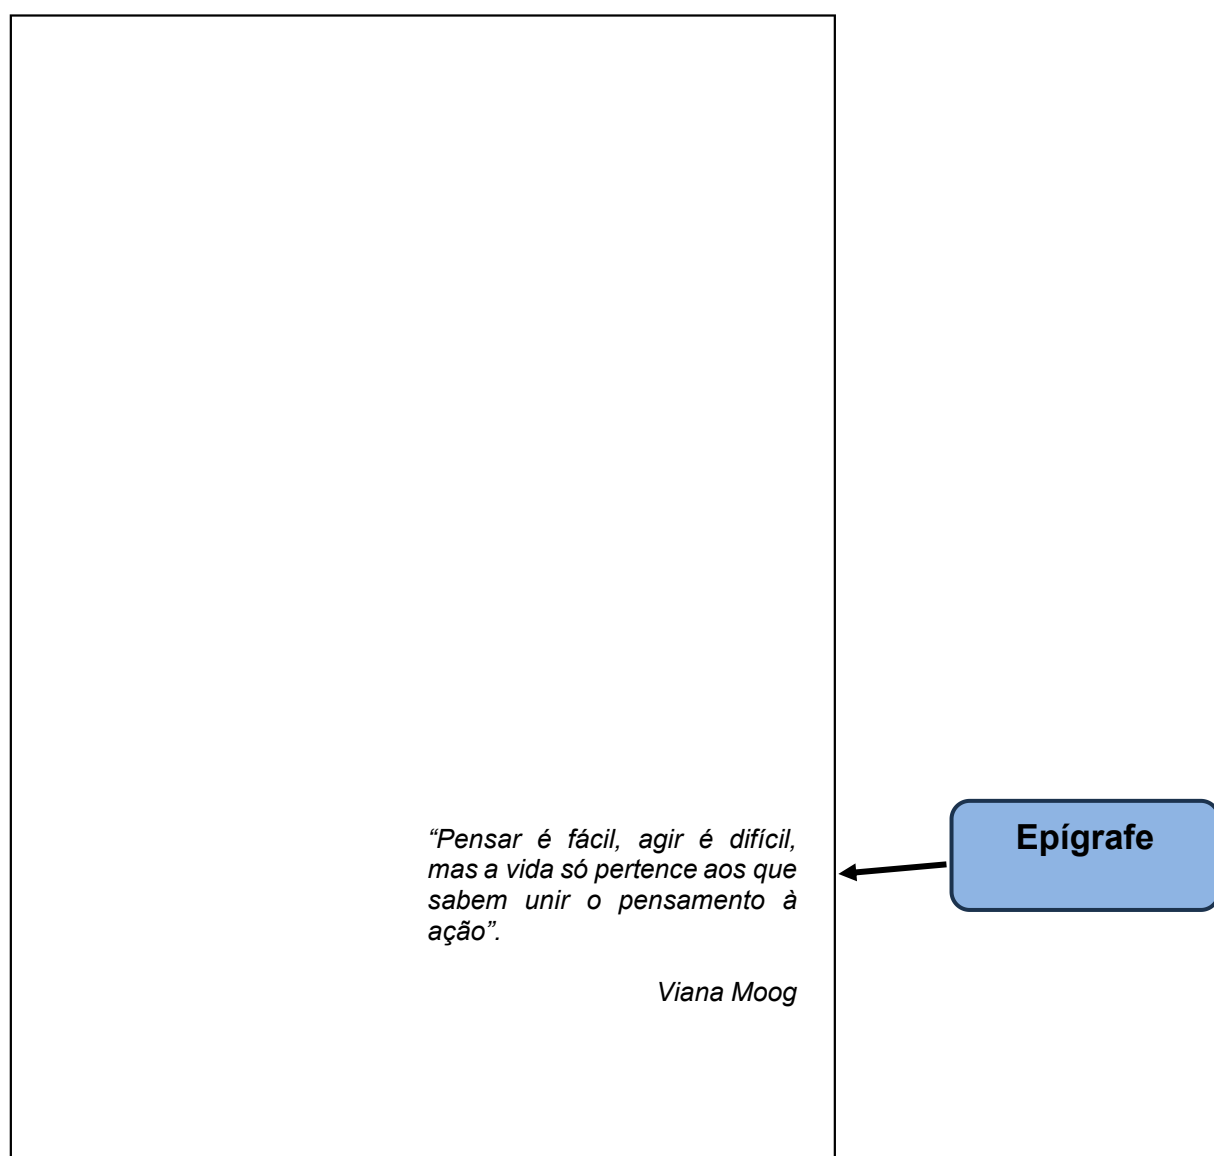 “Pensar é fácil, agir é difícil,
mas a vida só pertence aos que
sabem unir o pensamento à
ação”.
Viana Moog
Epígrafe